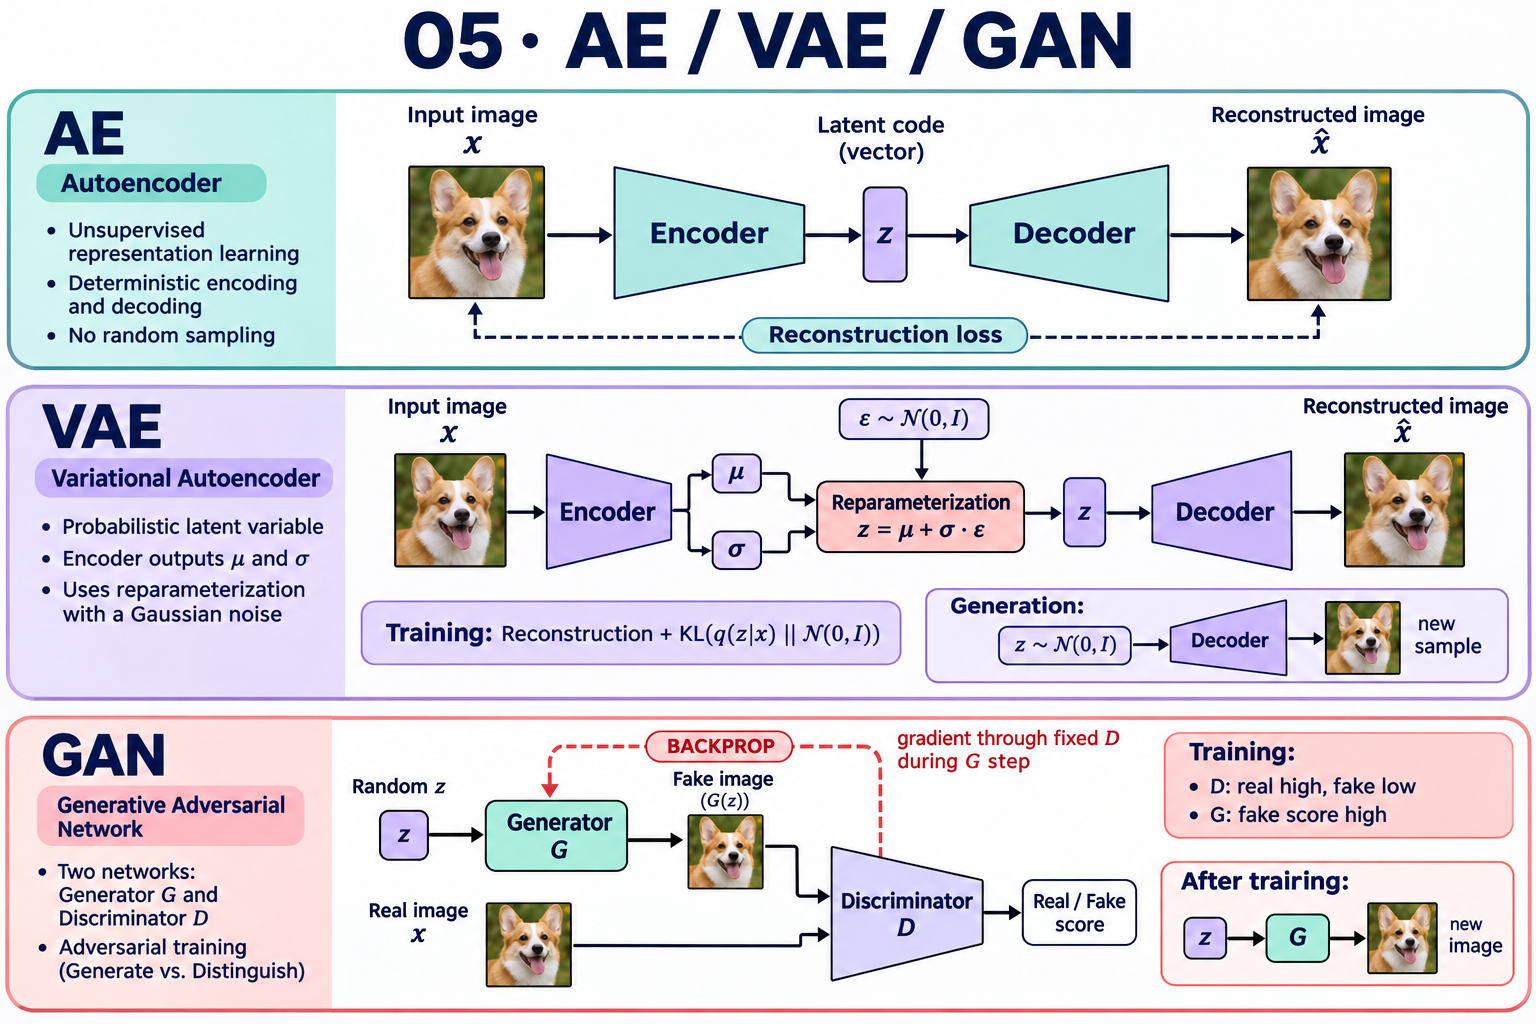 05 · AE / VAE / GAN
AE
Autoencoder
• Unsupervised
representation learning
• Deterministic encoding
and decoding
• No random sampling
Input image
x
Encoder
Latent code
(vector)
z
Decoder
Reconstructed image
x̂
Reconstruction loss
VAE
Variational Autoencoder
• Probabilistic latent variable
• Encoder outputs μ and σ
• Uses reparameterization
with a Gaussian noise
Input image
x
Encoder
μ
σ
ε ~ 𝒩(0, I)
Reparameterization
z = μ + σ · ε
z
Decoder
Reconstructed image
x̂
Training: Reconstruction + KL(q(z|x) || 𝒩(0, I))
Generation:
z ~ 𝒩(0, I)
Decoder
new
sample
GAN
Generative Adversarial
Network
• Two networks:
Generator G and
Discriminator D
• Adversarial training
(Generate vs. Distinguish)
Random z
z
Generator
G
BACKPROP
Fake image
(G(z))
gradient through fixed D
during G step
Real image
x
Discriminator
D
Real / Fake
score
Training:
• D: real high, fake low
• G: fake score high
After trairing:
z
G
new
image